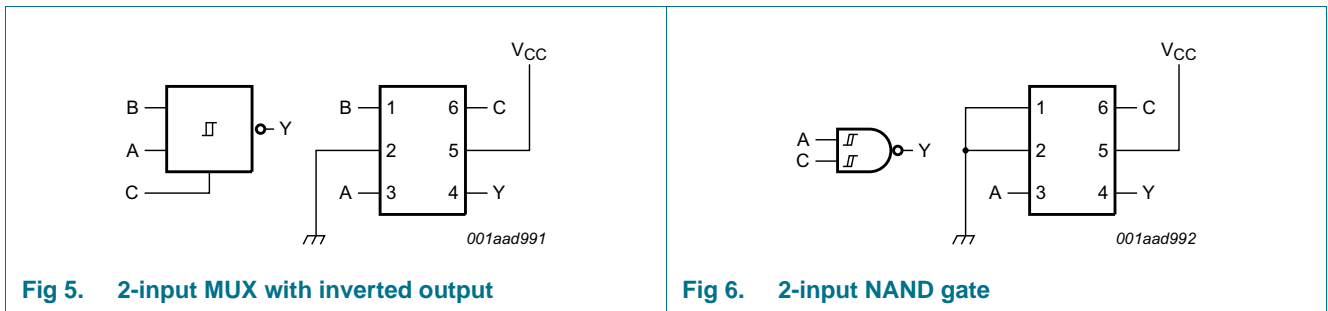 VCC
B
A
C
Y
B
1
6
C
2
5
A
3
4
Y
001aad991
Fig 5. 2-input MUX with inverted output
VCC
A
C
Y
1
6
C
2
5
A
3
4
Y
001aad992
Fig 6. 2-input NAND gate